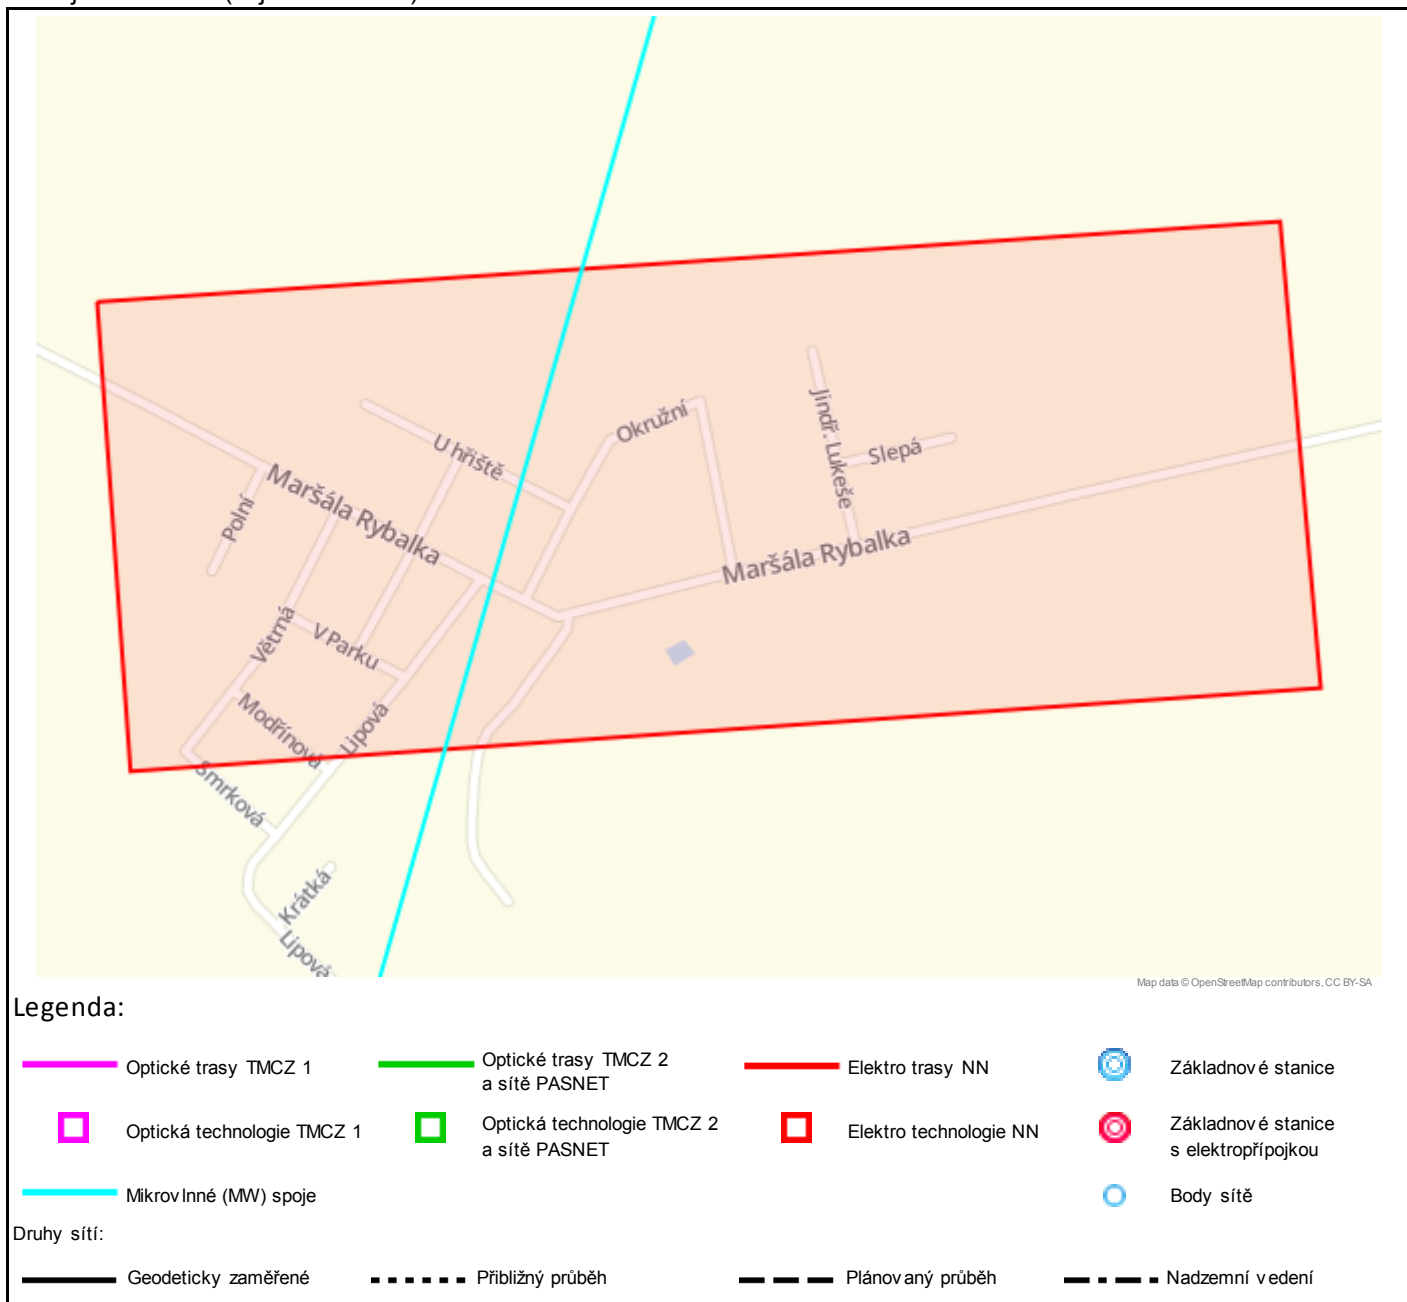 Jindř. Lukeše
Okružní
Slepá
U hřiště
Maršála Rybalka
Polní
Maršála Rybalka
Větrná
V Parku
Modřínová
Lipová
Smrková
Krátká
Lipová
Map data © OpenStreetMap contributors, CC BY-SA
Legenda:
Optické trasy TMCZ 1
Optické trasy TMCZ 2
a sítě PASNET
Elektro trasy NN
Základnové stanice
Optická technologie TMCZ 1
Optická technologie TMCZ 2
a sítě PASNET
Elektro technologie NN
Základnové stanice
s elektropřípojkou
Mikrovlnné (MW) spoje
Body sítě
Druhy sítí:
Geodeticky zaměřené
Přibližný průběh
Plánovaný průběh
Nadzemní vedení